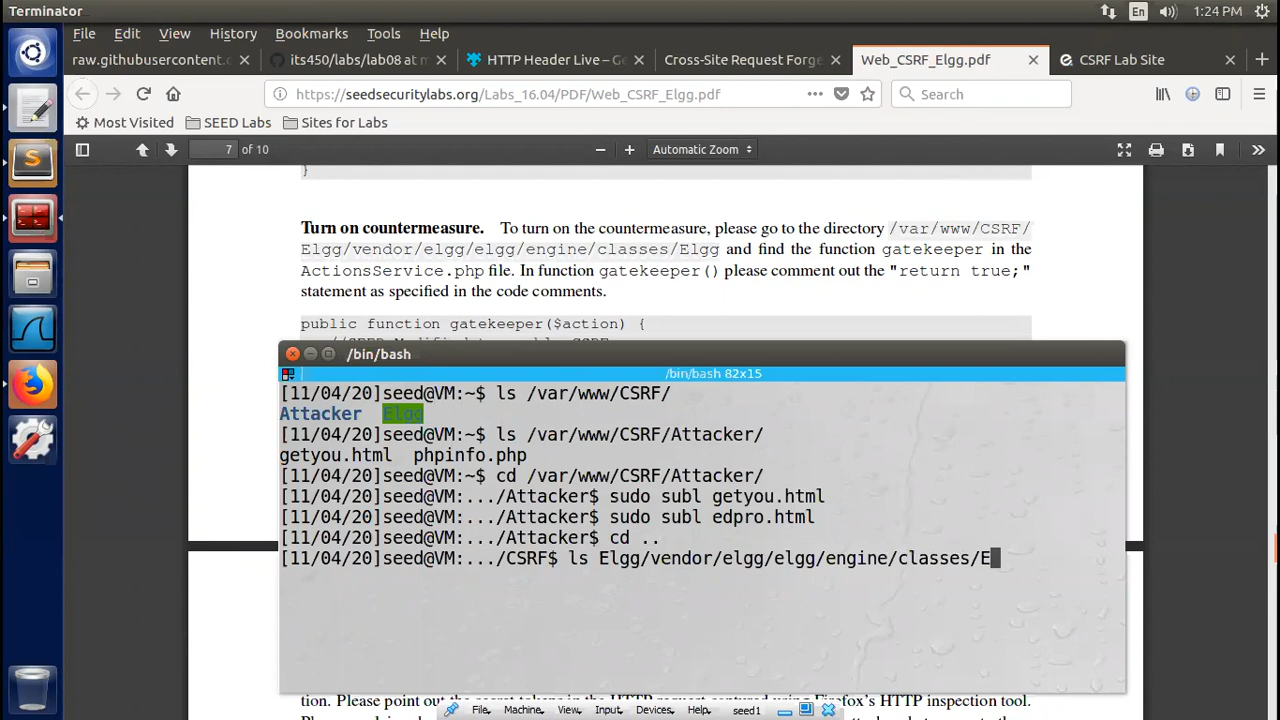 Terminator
En
1:24 PM
File Edit View History Bookmarks Tools Help
raw.githubusercontent.c
its450/labs/lab08 at m
HTTP Header Live – Ge
Cross-Site Request Forge
Web_CSRF_Elgg.pdf
CSRF Lab Site
https://seedsecuritylabs.org/Labs_16.04/PDF/Web_CSRF_Elgg.pdf
Search
Most Visited SEED Labs Sites for Labs
7 of 10
Automatic Zoom
}
Turn on countermeasure. To turn on the countermeasure, please go to the directory /var/www/CSRF/
Elgg/vendor/elgg/elgg/engine/classes/Elgg and find the function gatekeeper in the
ActionsService.php file. In function gatekeeper() please comment out the "return true;"
statement as specified in the code comments.
public function gatekeeper($action) {
/bin/bash
/bin/bash 82x15
[11/04/20]seed@VM:~$ ls /var/www/CSRF/
Attacker Elgg
[11/04/20]seed@VM:~$ ls /var/www/CSRF/Attacker/
getyou.html phpinfo.php
[11/04/20]seed@VM:~$ cd /var/www/CSRF/Attacker/
[11/04/20]seed@VM:.../Attacker$ sudo subl getyou.html
[11/04/20]seed@VM:.../Attacker$ sudo subl edpro.html
[11/04/20]seed@VM:.../Attacker$ cd ..
[11/04/20]seed@VM:.../CSRF$ ls Elgg/vendor/elgg/elgg/engine/classes/E
tion. Please point out the secret tokens in the HTTP request captured using Firefox's HTTP inspection tool.
File Machine View Input Devices Help seed1